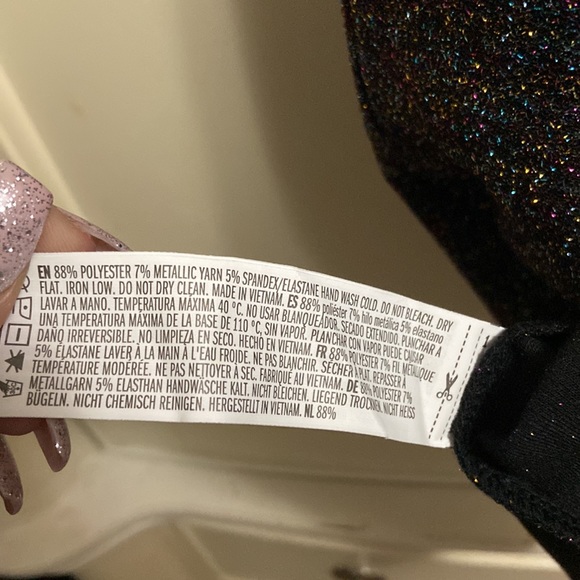 EN 88% POLYESTER 7% METALLIC YARN 5% SPANDEX/ELASTANE HAND WASH COLD. DO NOT BLEACH. DRY
FLAT. IRON LOW. DO NOT DRY CLEAN. MADE IN VIETNAM. ES 88% poliéster 7% hilo metálica 5% elastano
LAVAR A MANO. TEMPERATURA MÁXIMA 40 °C. NO USAR BLANQUEADOR. SECADO EXTENDIDO. PLANCHAR A
UNA TEMPERATURA MÁXIMA DE LA BASE DE 110 °C, SIN VAPOR. PLANCHAR CON VAPOR PUEDE CAUSAR
DAÑO IRREVERSIBLE. NO LIMPIEZA EN SECO. HECHO EN VIETNAM. FR 88% POLYESTER 7% FIL METALLIQUE
5% ÉLASTANE LAVER À LA MAIN À L'EAU FROIDE. NE PAS BLANCHIR. SÉCHER À PLAT. REPASSER À
TEMPÉRATURE MODERÉE. NE PAS NETTOYER À SEC. FABRIQUÉ AU VIETNAM. DE 88% POLYESTER 7%
METALLGARN 5% ELASTHAN HANDWÄSCHE KALT. NICHT BLEICHEN. LIEGEND TROCKNEN. NICHT HEISS
BÜGELN. NICHT CHEMISCH REINIGEN. HERGESTELLT IN VIETNAM. NL 88%